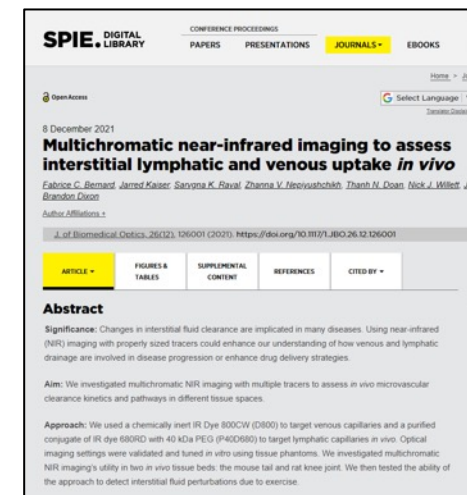 SPIE. DIGITAL LIBRARY
CONFERENCE PROCEEDINGS
PAPERS PRESENTATIONS JOURNALS EBOOKS
Home >
Open Access
G Select Language
8 December 2021
Multichromatic near-infrared imaging to assess
interstitial lymphatic and venous uptake in vivo
Fabrice C. Bernard, Jarred Kaiser, Sarvgna K. Raval, Zhanna V. Nepiyushchikh, Thanh N. Doan, Nick J. Willett,
Brandon Dixon
Author Affiliations +
J. of Biomedical Optics, 26(12), 126001 (2021). https://doi.org/10.1117/1.JBO.26.12.126001
ARTICLE FIGURES & TABLES SUPPLEMENTAL CONTENT REFERENCES CITED BY
Abstract
Significance: Changes in interstitial fluid clearance are implicated in many diseases. Using near-infrared
(NIR) imaging with properly sized tracers could enhance our understanding of how venous and lymphatic
drainage are involved in disease progression or enhance drug delivery strategies.
Aim: We investigated multichromatic NIR imaging with multiple tracers to assess in vivo microvascular
clearance kinetics and pathways in different tissue spaces.
Approach: We used a chemically inert IR Dye 800CW (D800) to target venous capillaries and a purified
conjugate of IR dye 680RD with 40 kDa PEG (P40D680) to target lymphatic capillaries in vivo. Optical
imaging settings were validated and tuned in vitro using tissue phantoms. We investigated multichromatic
NIR imaging's utility in two in vivo tissue beds: the mouse tail and rat knee joint. We then tested the ability of
the approach to detect interstitial fluid perturbations due to exercise.